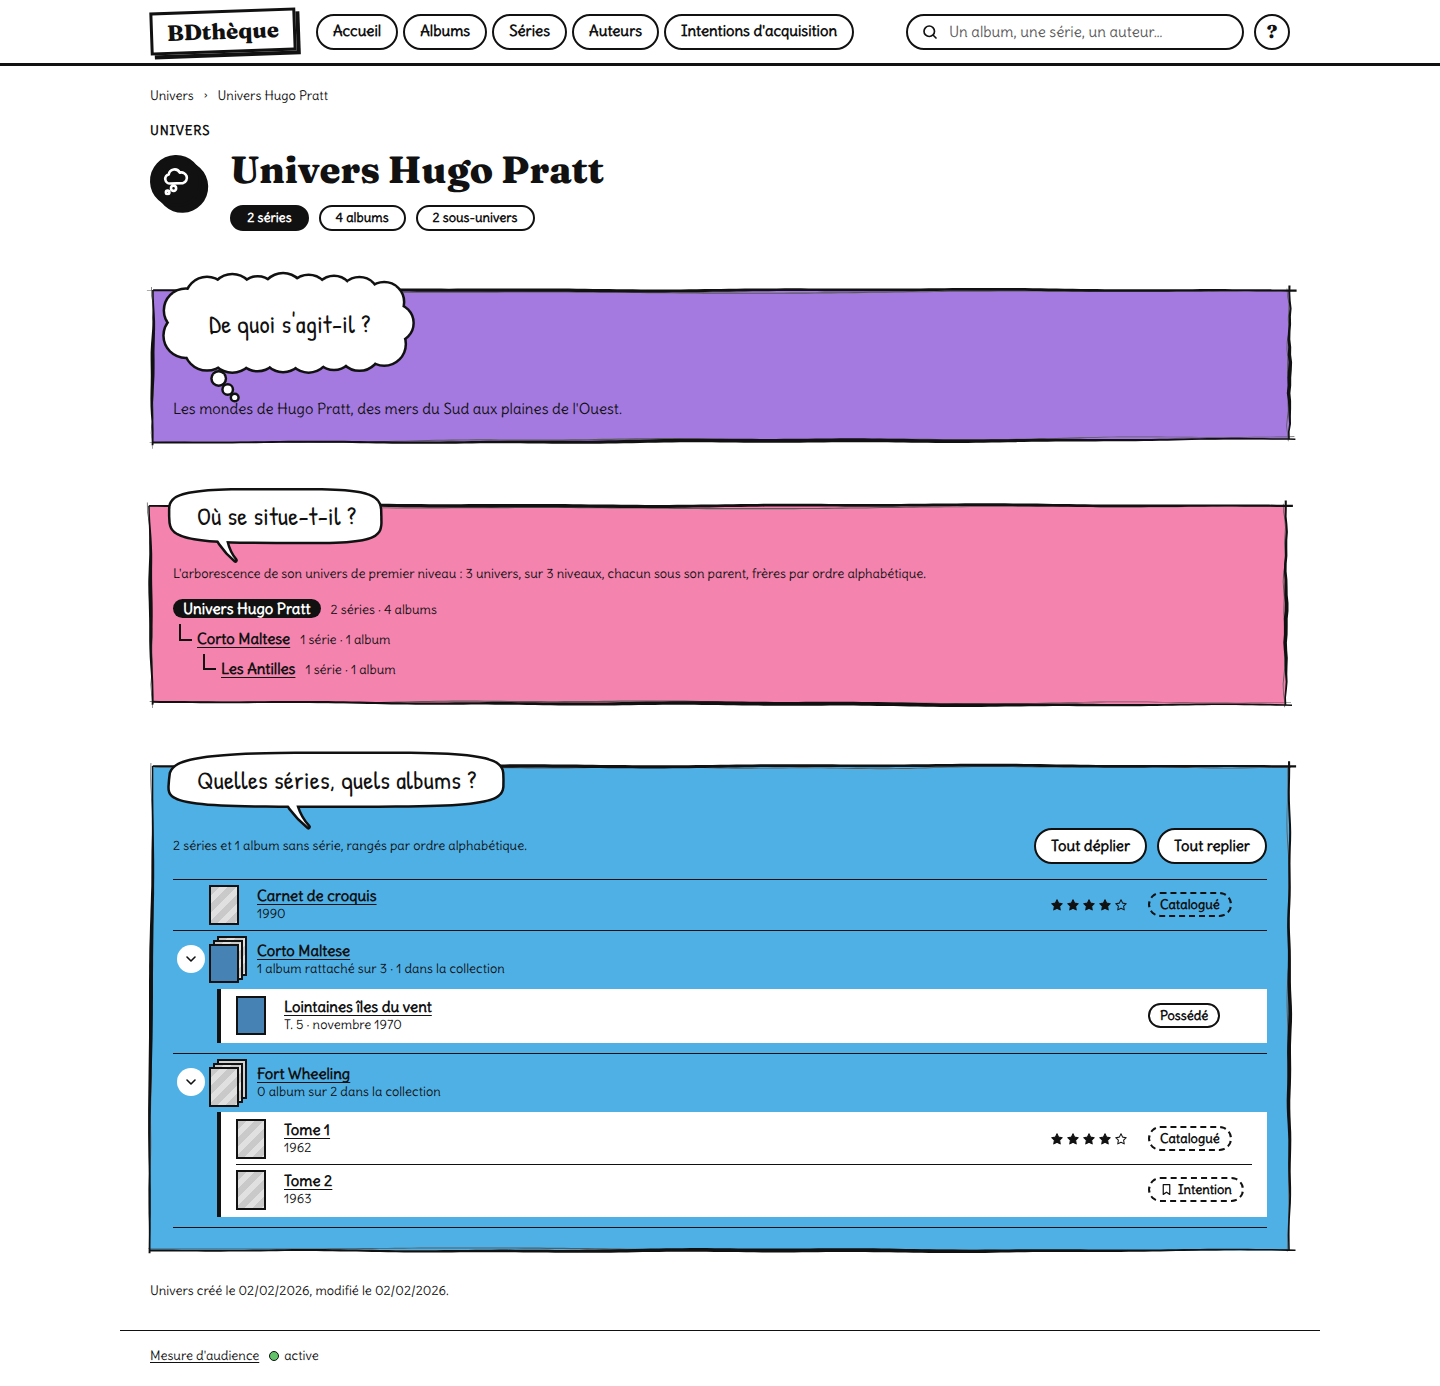 BDthèque
Accueil
Albums
Séries
Auteurs
Intentions d'acquisition
Un album, une série, un auteur...
?
Univers › Univers Hugo Pratt
UNIVERS
Univers Hugo Pratt
2 séries
4 albums
2 sous-univers
De quoi s'agit-il ?
Les mondes de Hugo Pratt, des mers du Sud aux plaines de l'Ouest.
Où se situe-t-il ?
L'arborescence de son univers de premier niveau : 3 univers, sur 3 niveaux, chacun sous son parent, frères par ordre alphabétique.
Univers Hugo Pratt 2 séries · 4 albums
Corto Maltese 1 série · 1 album
Les Antilles 1 série · 1 album
Quelles séries, quels albums ?
2 séries et 1 album sans série, rangés par ordre alphabétique.
Tout déplier
Tout replier
Carnet de croquis
1990
Catalogué
Corto Maltese
1 album rattaché sur 3 · 1 dans la collection
Lointaines îles du vent
T. 5 · novembre 1970
Possédé
Fort Wheeling
0 album sur 2 dans la collection
Tome 1
1962
Catalogué
Tome 2
1963
Intention
Univers créé le 02/02/2026, modifié le 02/02/2026.
Mesure d'audience active